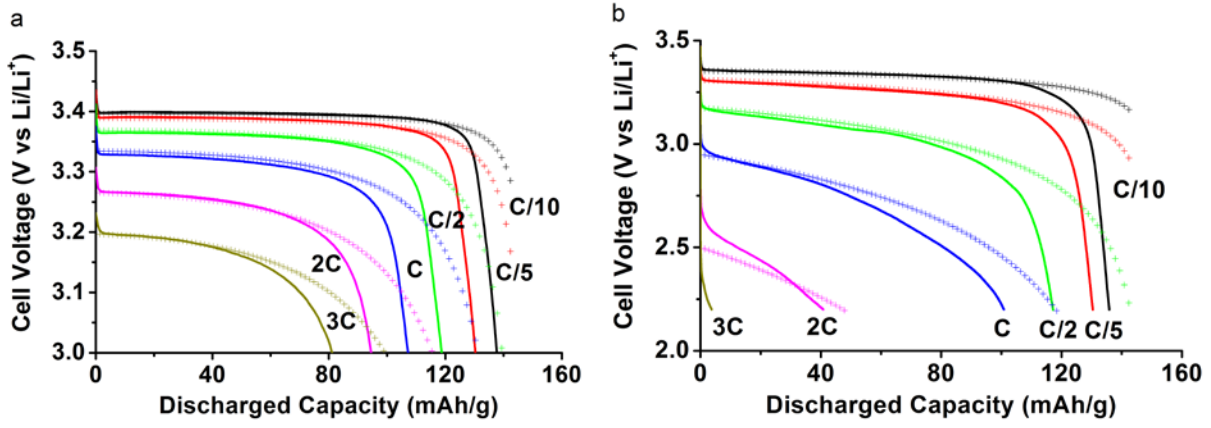 a
3.5
3.4
3.3
3.2
3.1
3.0
Cell Voltage (V vs Li/Li⁺)
C/10
C/5
C/2
C
2C
3C
0
40
80
120
160
Discharged Capacity (mAh/g)
b
3.5
3.0
2.5
2.0
Cell Voltage (V vs Li/Li⁺)
C/10
3C
2C
C
C/2
C/5
0
40
80
120
160
Discharged Capacity (mAh/g)